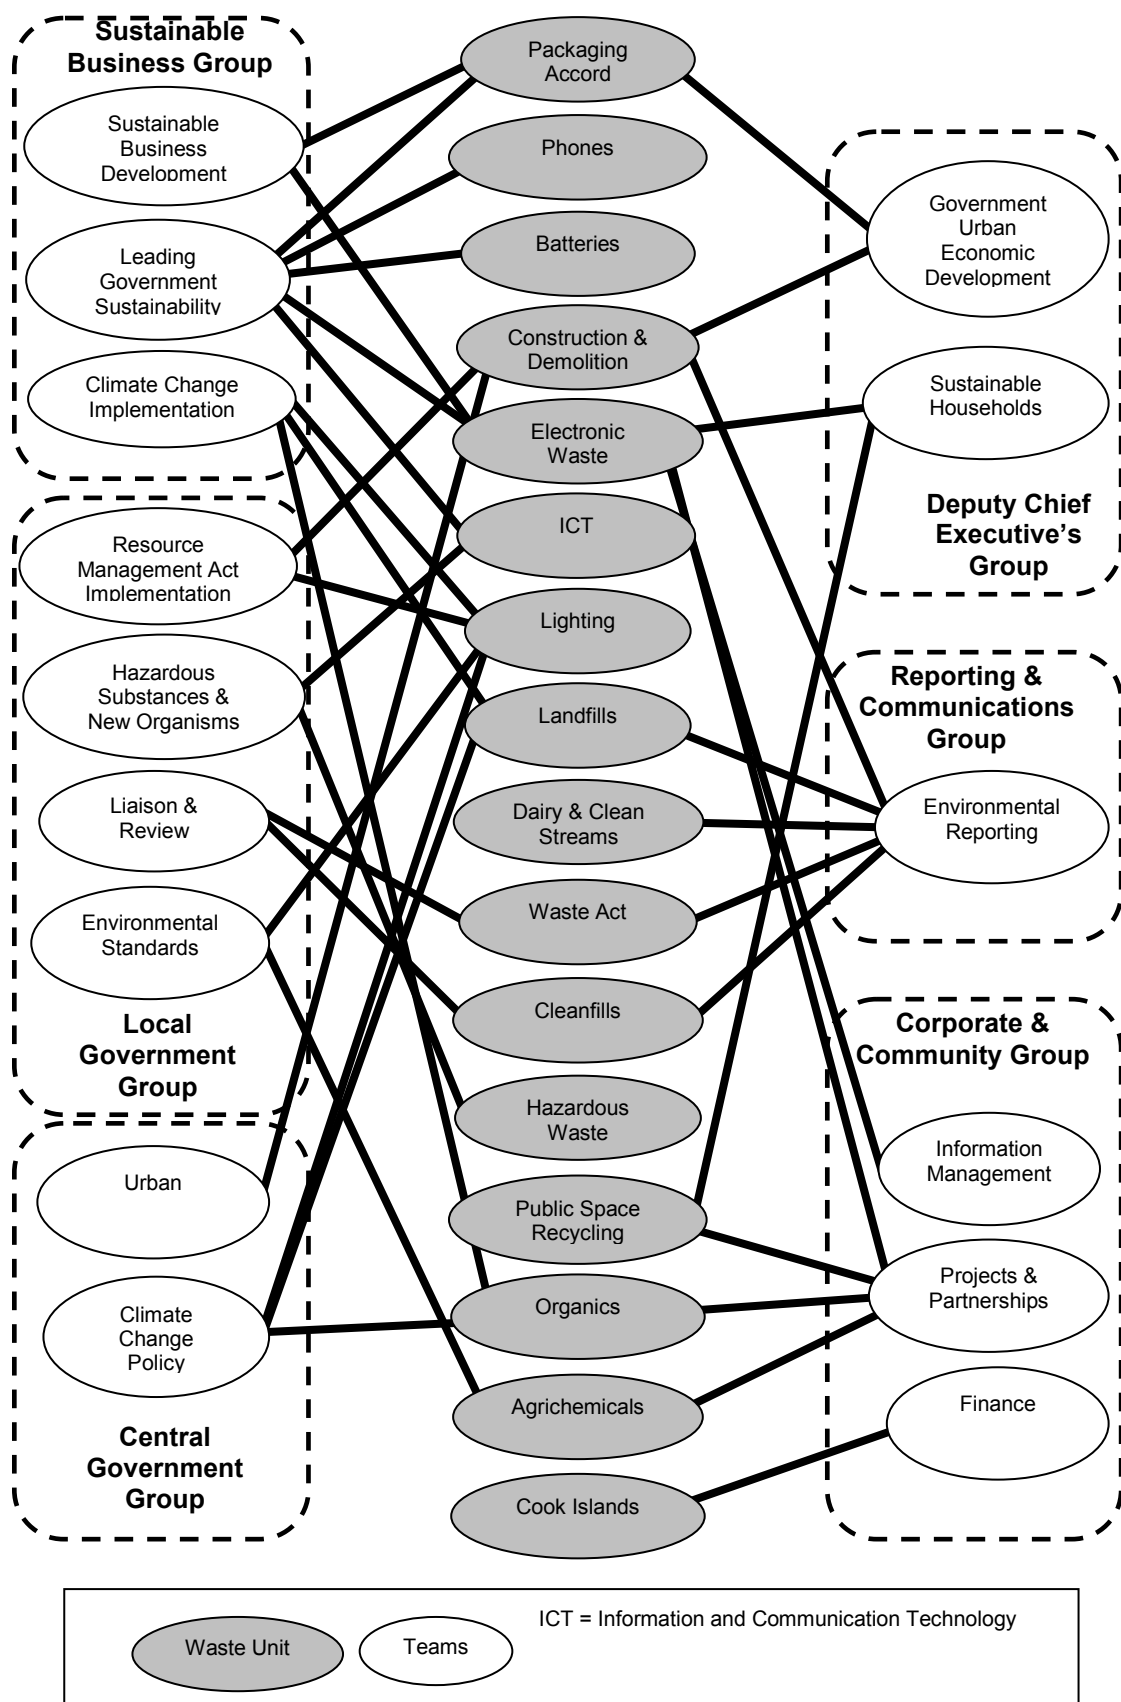 Sustainable
Business Group
Sustainable
Business
Development
Leading
Government
Sustainability
Climate Change
Implementation
Resource
Management Act
Implementation
Hazardous
Substances &
New Organisms
Liaison &
Review
Environmental
Standards
Local
Government
Group
Urban
Climate
Change
Policy
Central
Government
Group
Packaging
Accord
Phones
Batteries
Construction &
Demolition
Electronic
Waste
ICT
Lighting
Landfills
Dairy & Clean
Streams
Waste Act
Cleanfills
Hazardous
Waste
Public Space
Recycling
Organics
Agrichemicals
Cook Islands
Government
Urban
Economic
Development
Sustainable
Households
Deputy Chief
Executive’s
Group
Reporting &
Communications
Group
Environmental
Reporting
Corporate &
Community Group
Information
Management
Projects &
Partnerships
Finance
Waste Unit
Teams
ICT = Information and Communication Technology